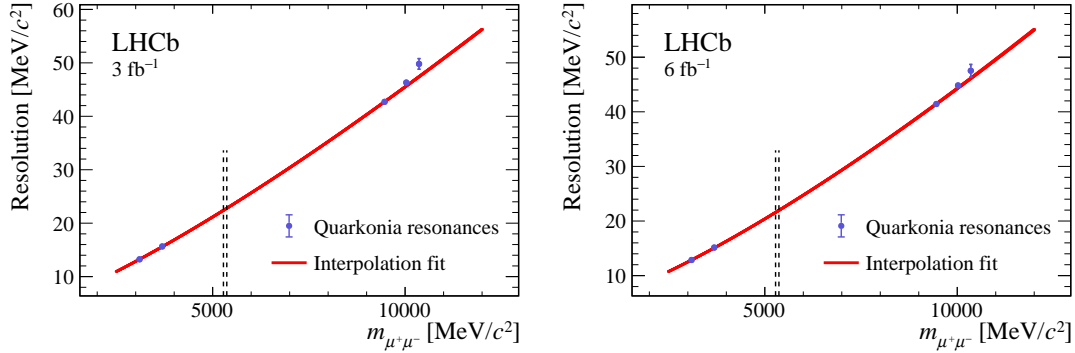 Resolution [MeV/c²]
60
50
40
30
20
10
LHCb
3 fb⁻¹
Quarkonia resonances
Interpolation fit
5000 10000
m_{μ⁺μ⁻} [MeV/c²]
Resolution [MeV/c²]
50
40
30
20
10
LHCb
6 fb⁻¹
Quarkonia resonances
Interpolation fit
5000 10000
m_{μ⁺μ⁻} [MeV/c²]